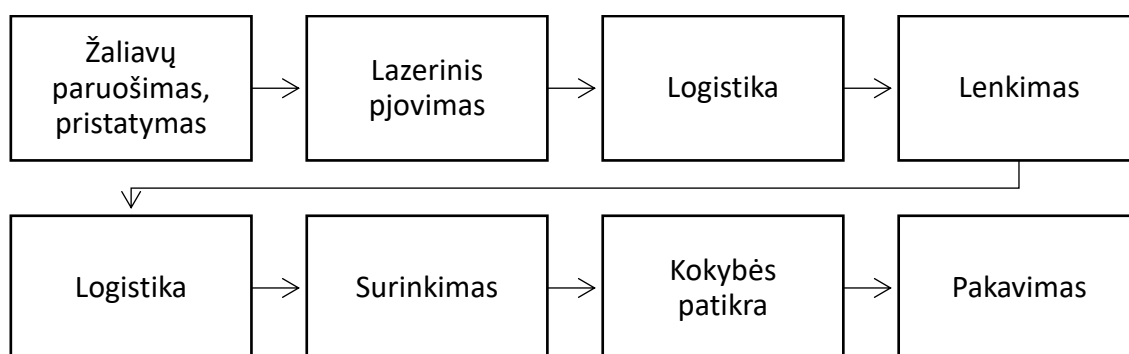 Žaliavų
paruošimas,
pristatymas
Lazerinis
pjovimas
Logistika
Lenkimas
Logistika
Surinkimas
Kokybės
patikra
Pakavimas